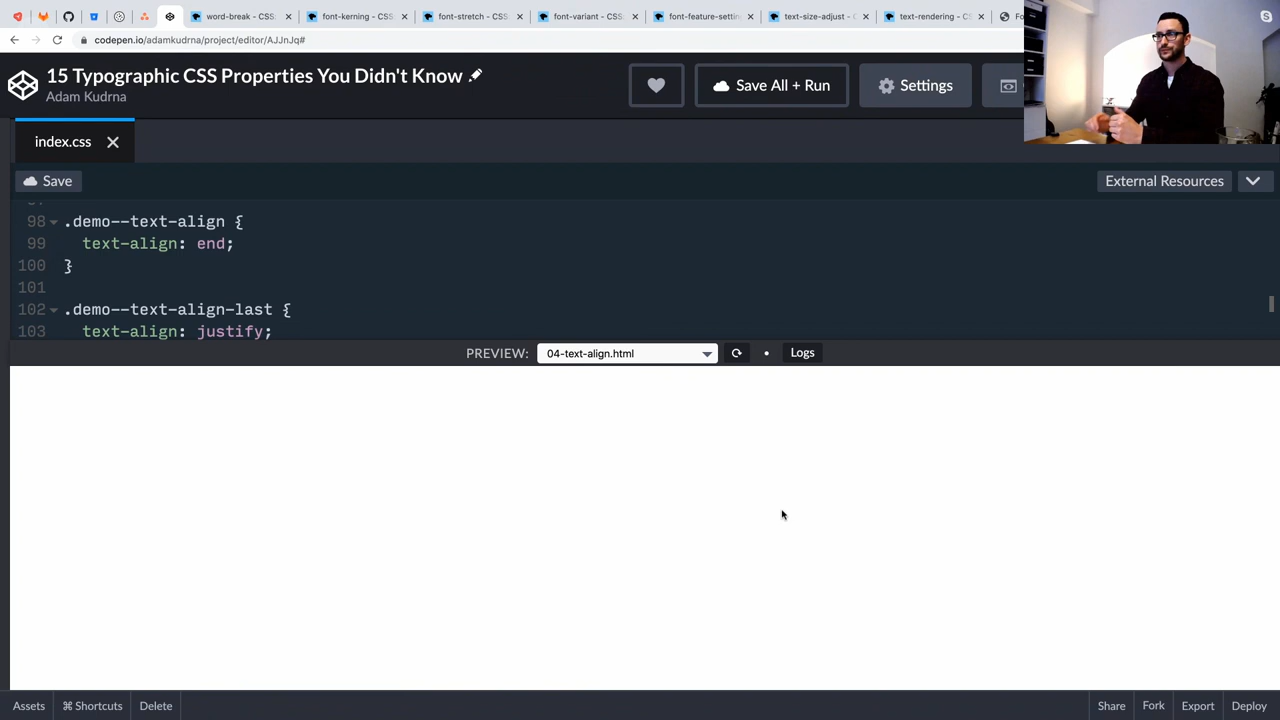 word-break - CSS:
font-kerning - CSS:
font-stretch - CSS:
font-variant - CSS:
font-feature-settin
text-size-adjust - C
text-rendering - CS
codepen.io/adamkudrna/project/editor/AJJnJq#
15 Typographic CSS Properties You Didn't Know
Adam Kudrna
Save All + Run
Settings
index.css
Save
External Resources
98 .demo--text-align {
99 text-align: end;
100 }
101
102 .demo--text-align-last {
103 text-align: justify;
PREVIEW:
04-text-align.html
Logs
Assets
⌘ Shortcuts
Delete
Share
Fork
Export
Deploy